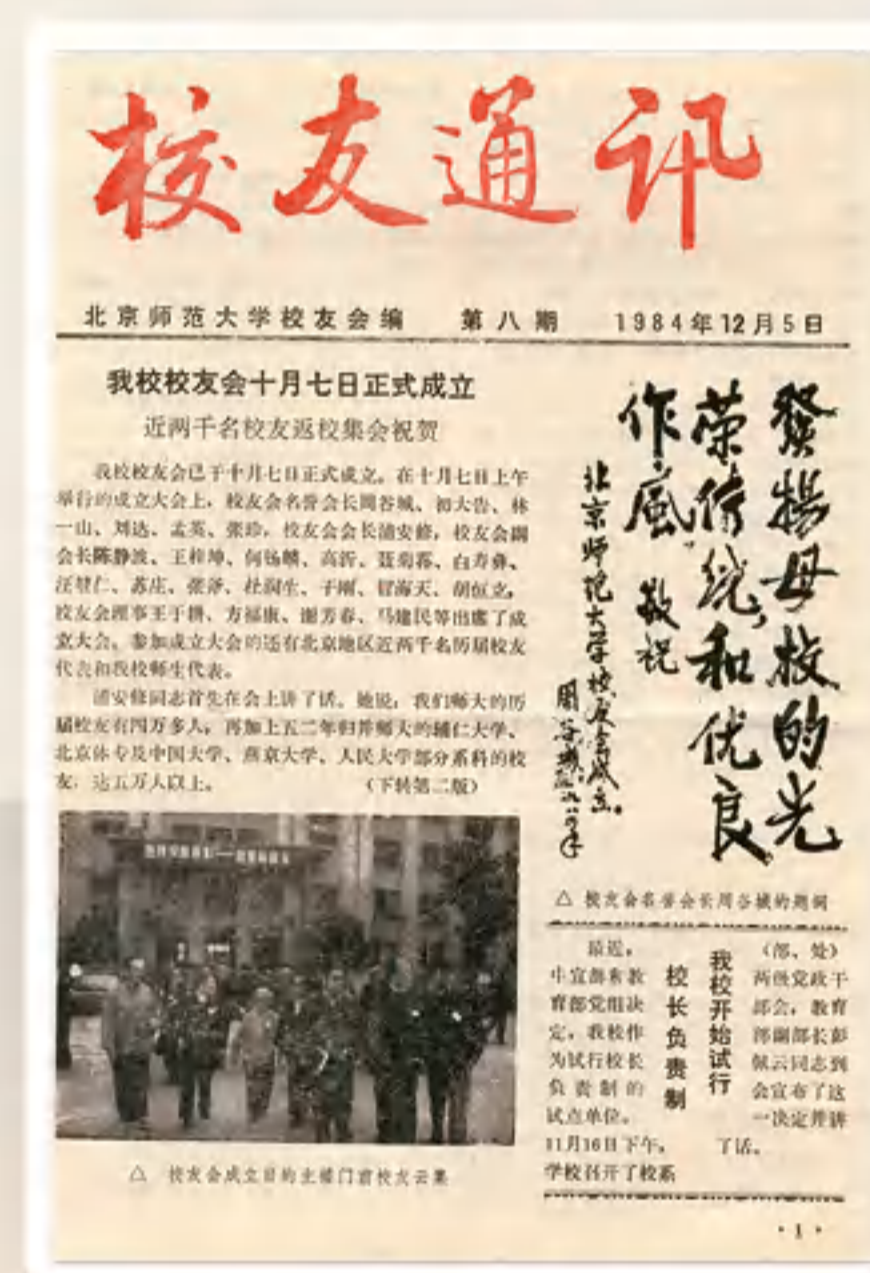 校友通讯
北京师范大学校友会编 第八期 1984年12月5日
我校校友会十月七日正式成立
近两千名校友返校集会祝贺
我校校友会已于十月七日正式成立。在十月七日上午
举行的成立大会上,校友会名誉会长周谷城、初大告、林
一山、刘达、孟英、张珍,校友会会长浦安修,校友会副
会长陈静波、王梓坤、何锡麟、高沂、聂菊荪、白寿彝、
汪堃仁、苏庄、张斧、杜润生、于刚、冒海天、胡恒立,
校友会理事王于耕、方福康、谢芳春、马建民等出席了成
立大会。参加成立大会的还有北京地区近两千名历届校友
代表和我校师生代表。
浦安修同志首先在会上讲了话。她说:我们师大的历
届校友有四万多人,再加上五二年归并师大的辅仁大学、
北京体专及中国大学、燕京大学、人民大学部分系科的校
友,达五万人以上。 (下转第二版)
△ 校友会成立日的主楼门前校友云集
發揚母校的光
荣传统和优良
作風,敬祝
北京师范大学校友会成立。
周谷城
△ 校友会名誉会长周谷城的题词
我校开始试行
校长负责制
最近,
中宣部和教
育部党组决
定,我校作
为试行校长
负责制的
试点单位。
11月16日下午,
学校召开了校系
(部、处)
两级党政干
部会,教育
部副部长彭
珮云同志到
会宣布了这
一决定并讲
了话。
·1·